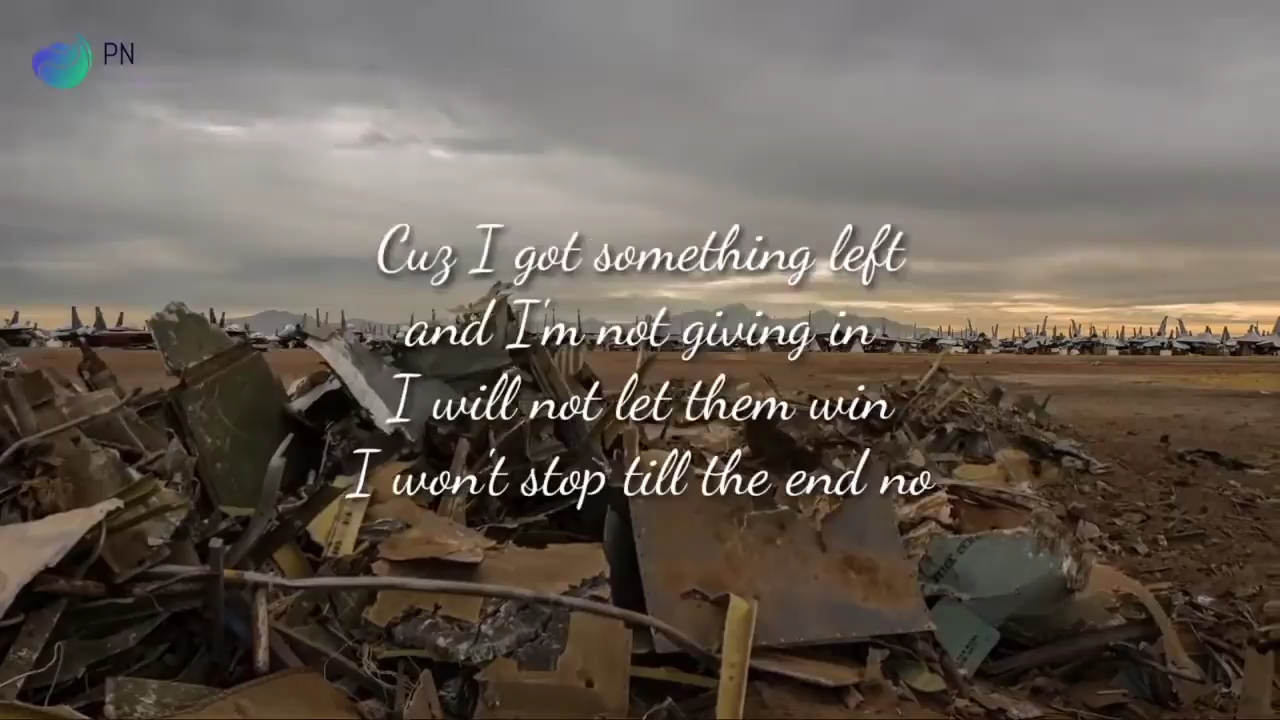 PN
Cuz I got something left
and I'm not giving in
I will not let them win
I won't stop till the end no